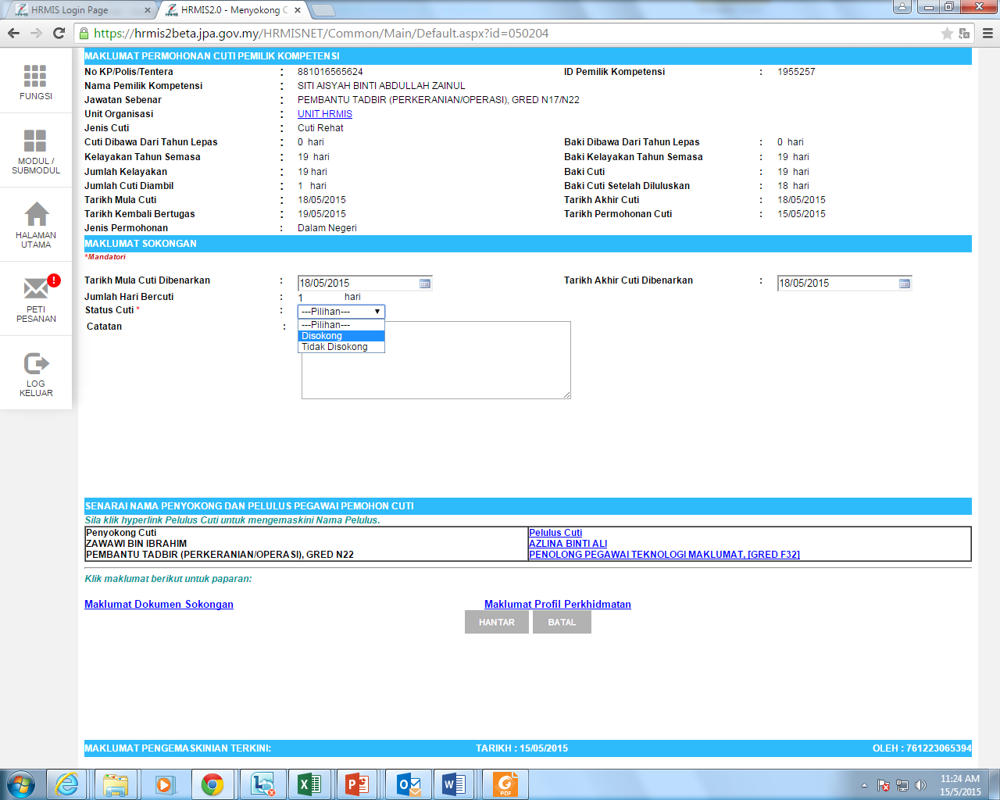 HRMIS Login Page
HRMIS2.0 - Menyokong C
https://hrmis2beta.jpa.gov.my/HRMISNET/Common/Main/Default.aspx?id=050204
FUNGSI
MODUL /
SUBMODUL
HALAMAN
UTAMA
!
PETI
PESANAN
LOG
KELUAR
MAKLUMAT PERMOHONAN CUTI PEMILIK KOMPETENSI
No KP/Polis/Tentera : 881016565624 ID Pemilik Kompetensi : 1955257
Nama Pemilik Kompetensi : SITI AISYAH BINTI ABDULLAH ZAINUL
Jawatan Sebenar : PEMBANTU TADBIR (PERKERANIAN/OPERASI), GRED N17/N22
Unit Organisasi : UNIT HRMIS
Jenis Cuti : Cuti Rehat
Cuti Dibawa Dari Tahun Lepas : 0 hari Baki Dibawa Dari Tahun Lepas : 0 hari
Kelayakan Tahun Semasa : 19 hari Baki Kelayakan Tahun Semasa : 19 hari
Jumlah Kelayakan : 19 hari Baki Cuti : 19 hari
Jumlah Cuti Diambil : 1 hari Baki Cuti Setelah Diluluskan : 18 hari
Tarikh Mula Cuti : 18/05/2015 Tarikh Akhir Cuti : 18/05/2015
Tarikh Kembali Bertugas : 19/05/2015 Tarikh Permohonan Cuti : 15/05/2015
Jenis Permohonan : Dalam Negeri
MAKLUMAT SOKONGAN
*Mandatori
Tarikh Mula Cuti Dibenarkan : 18/05/2015 Tarikh Akhir Cuti Dibenarkan : 18/05/2015
Jumlah Hari Bercuti : 1 hari
Status Cuti * : ---Pilihan---
---Pilihan---
Disokong
Tidak Disokong
Catatan :
SENARAI NAMA PENYOKONG DAN PELULUS PEGAWAI PEMOHON CUTI
Sila klik hyperlink Pelulus Cuti untuk mengemaskini Nama Pelulus.
Penyokong Cuti Pelulus Cuti
ZAWAWI BIN IBRAHIM AZLINA BINTI ALI
PEMBANTU TADBIR (PERKERANIAN/OPERASI), GRED N22 PENOLONG PEGAWAI TEKNOLOGI MAKLUMAT, [GRED F32]
Klik maklumat berikut untuk paparan:
Maklumat Dokumen Sokongan Maklumat Profil Perkhidmatan
HANTAR BATAL
MAKLUMAT PENGEMASKINIAN TERKINI: TARIKH : 15/05/2015 OLEH : 761223065394
PDF
11:24 AM
15/5/2015